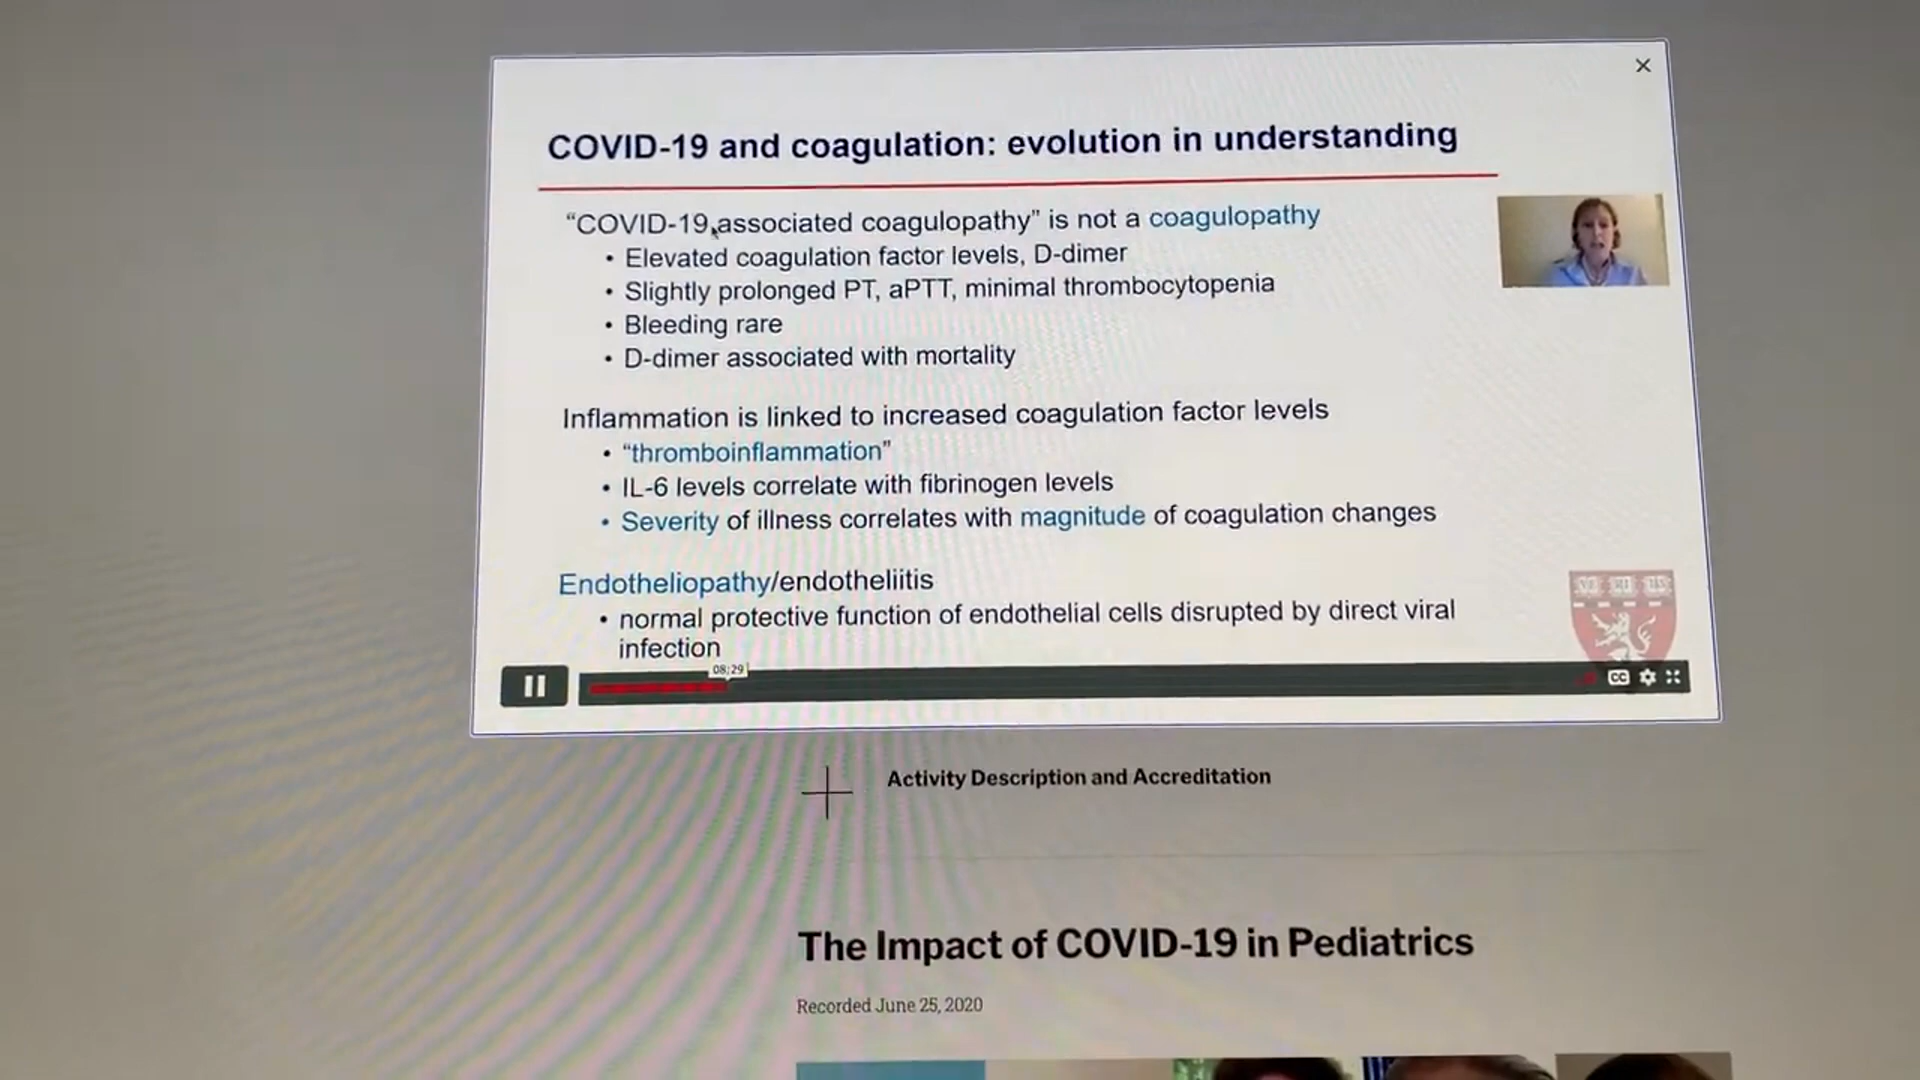 COVID-19 and coagulation: evolution in understanding
“COVID-19 associated coagulopathy” is not a coagulopathy
• Elevated coagulation factor levels, D-dimer
• Slightly prolonged PT, aPTT, minimal thrombocytopenia
• Bleeding rare
• D-dimer associated with mortality
Inflammation is linked to increased coagulation factor levels
• “thromboinflammation”
• IL-6 levels correlate with fibrinogen levels
• Severity of illness correlates with magnitude of coagulation changes
Endotheliopathy/endotheliitis
• normal protective function of endothelial cells disrupted by direct viral
infection
08:29
CC
Activity Description and Accreditation
The Impact of COVID-19 in Pediatrics
Recorded June 25, 2020